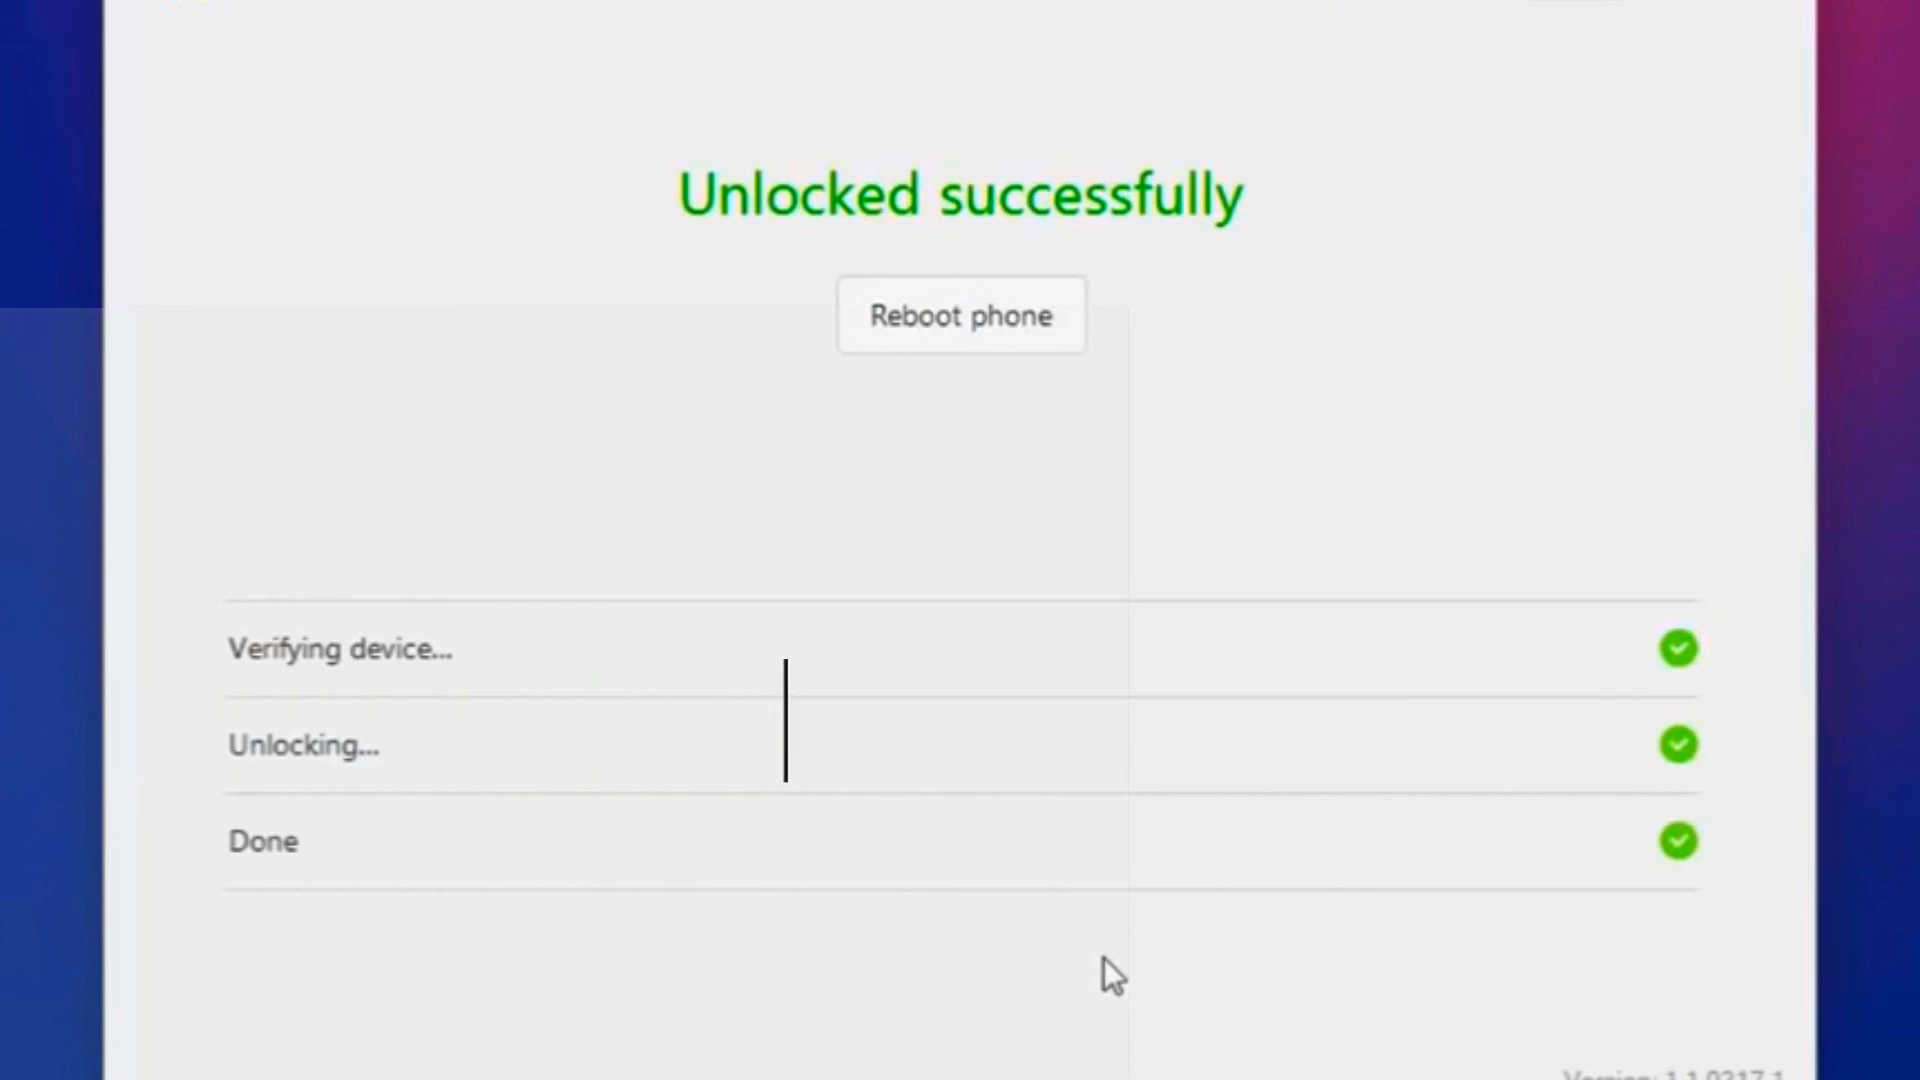 Unlocked successfully
Reboot phone
Verifying device...
Unlocking...
Done